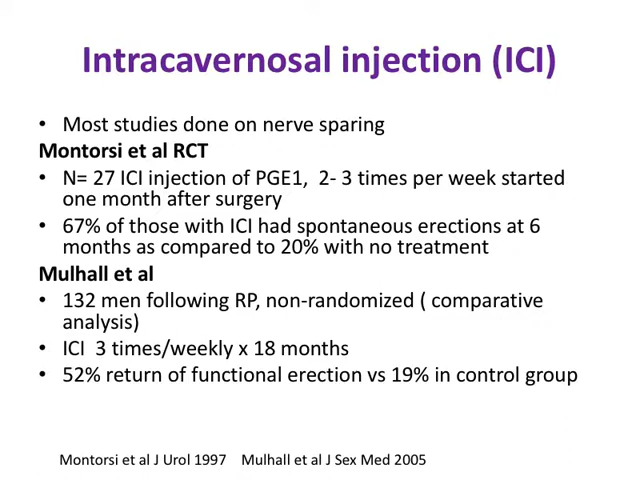 Intracavernosal injection (ICI)
• Most studies done on nerve sparing
Montorsi et al RCT
• N= 27 ICI injection of PGE1,  2- 3 times per week started
one month after surgery
• 67% of those with ICI had spontaneous erections at 6
months as compared to 20% with no treatment
Mulhall et al
• 132 men following RP, non-randomized ( comparative
analysis)
• ICI  3 times/weekly x 18 months
• 52% return of functional erection vs 19% in control group
Montorsi et al J Urol 1997    Mulhall et al J Sex Med 2005